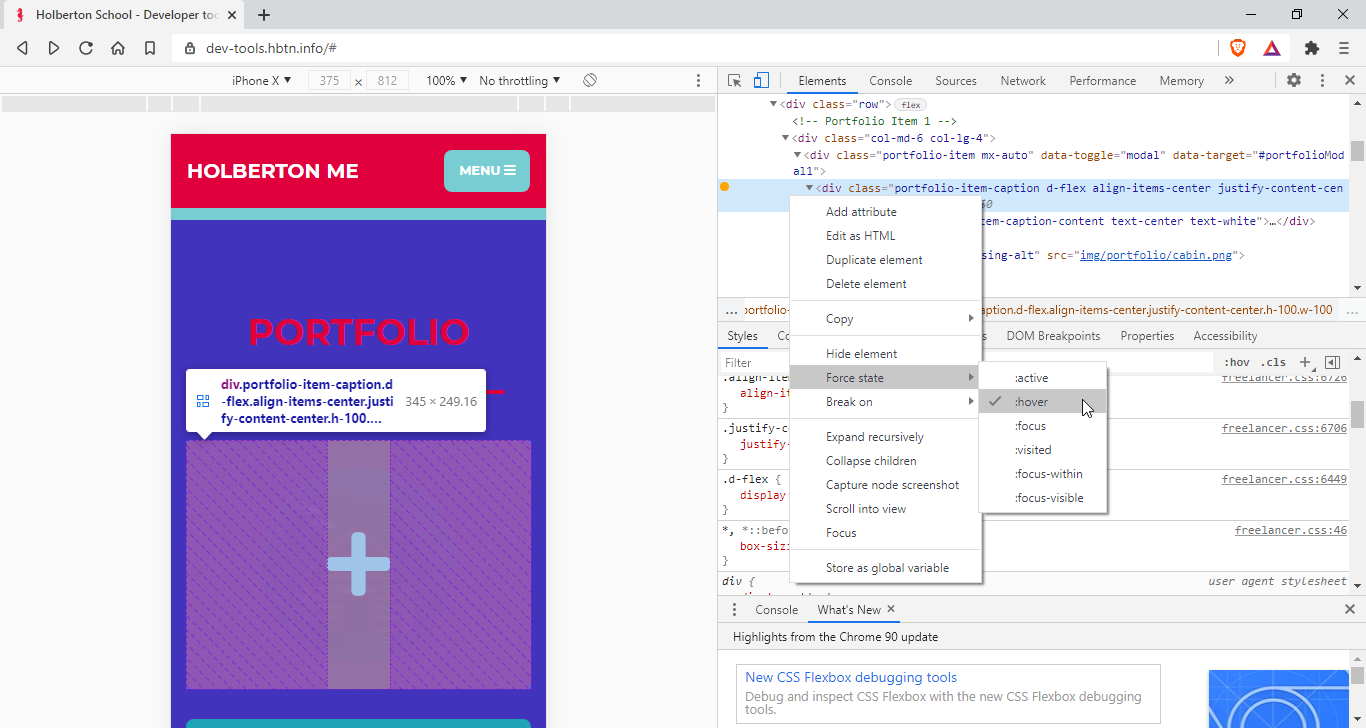 Holberton School - Developer too
dev-tools.hbtn.info/#
iPhone X ▼ 375 x 812 100% ▼ No throttling ▼
Elements Console Sources Network Performance Memory »
▼<div class="row"> flex
<!-- Portfolio Item 1 -->
▼<div class="col-md-6 col-lg-4">
▼<div class="portfolio-item mx-auto" data-toggle="modal" data-target="#portfolioMod
al1">
▼<div class="portfolio-item-caption d-flex align-items-center justify-content-cen
$0
em-caption-content text-center text-white">…</div>
sing-alt" src="img/portfolio/cabin.png">
HOLBERTON ME
MENU
PORTFOLIO
div.portfolio-item-caption.d
-flex.align-items-center.justi
fy-content-center.h-100....
345 × 249.16
Add attribute
Edit as HTML
Duplicate element
Delete element
Copy
Hide element
Force state
Break on
Expand recursively
Collapse children
Capture node screenshot
Scroll into view
Focus
Store as global variable
:active
:hover
:focus
:visited
:focus-within
:focus-visible
... portfolio- aption.d-flex.align-items-center.justify-content-center.h-100.w-100 ...
Styles Co s DOM Breakpoints Properties Accessibility
Filter :hov .cls +
.align-ite freelancer.css:6726
align-it
}
.justify-c freelancer.css:6706
justify-
}
.d-flex { freelancer.css:6449
display
}
*, *::befo freelancer.css:46
box-sizi
}
div { user agent stylesheet
Console What's New ×
Highlights from the Chrome 90 update
New CSS Flexbox debugging tools
Debug and inspect CSS Flexbox with the new CSS Flexbox debugging
tools.